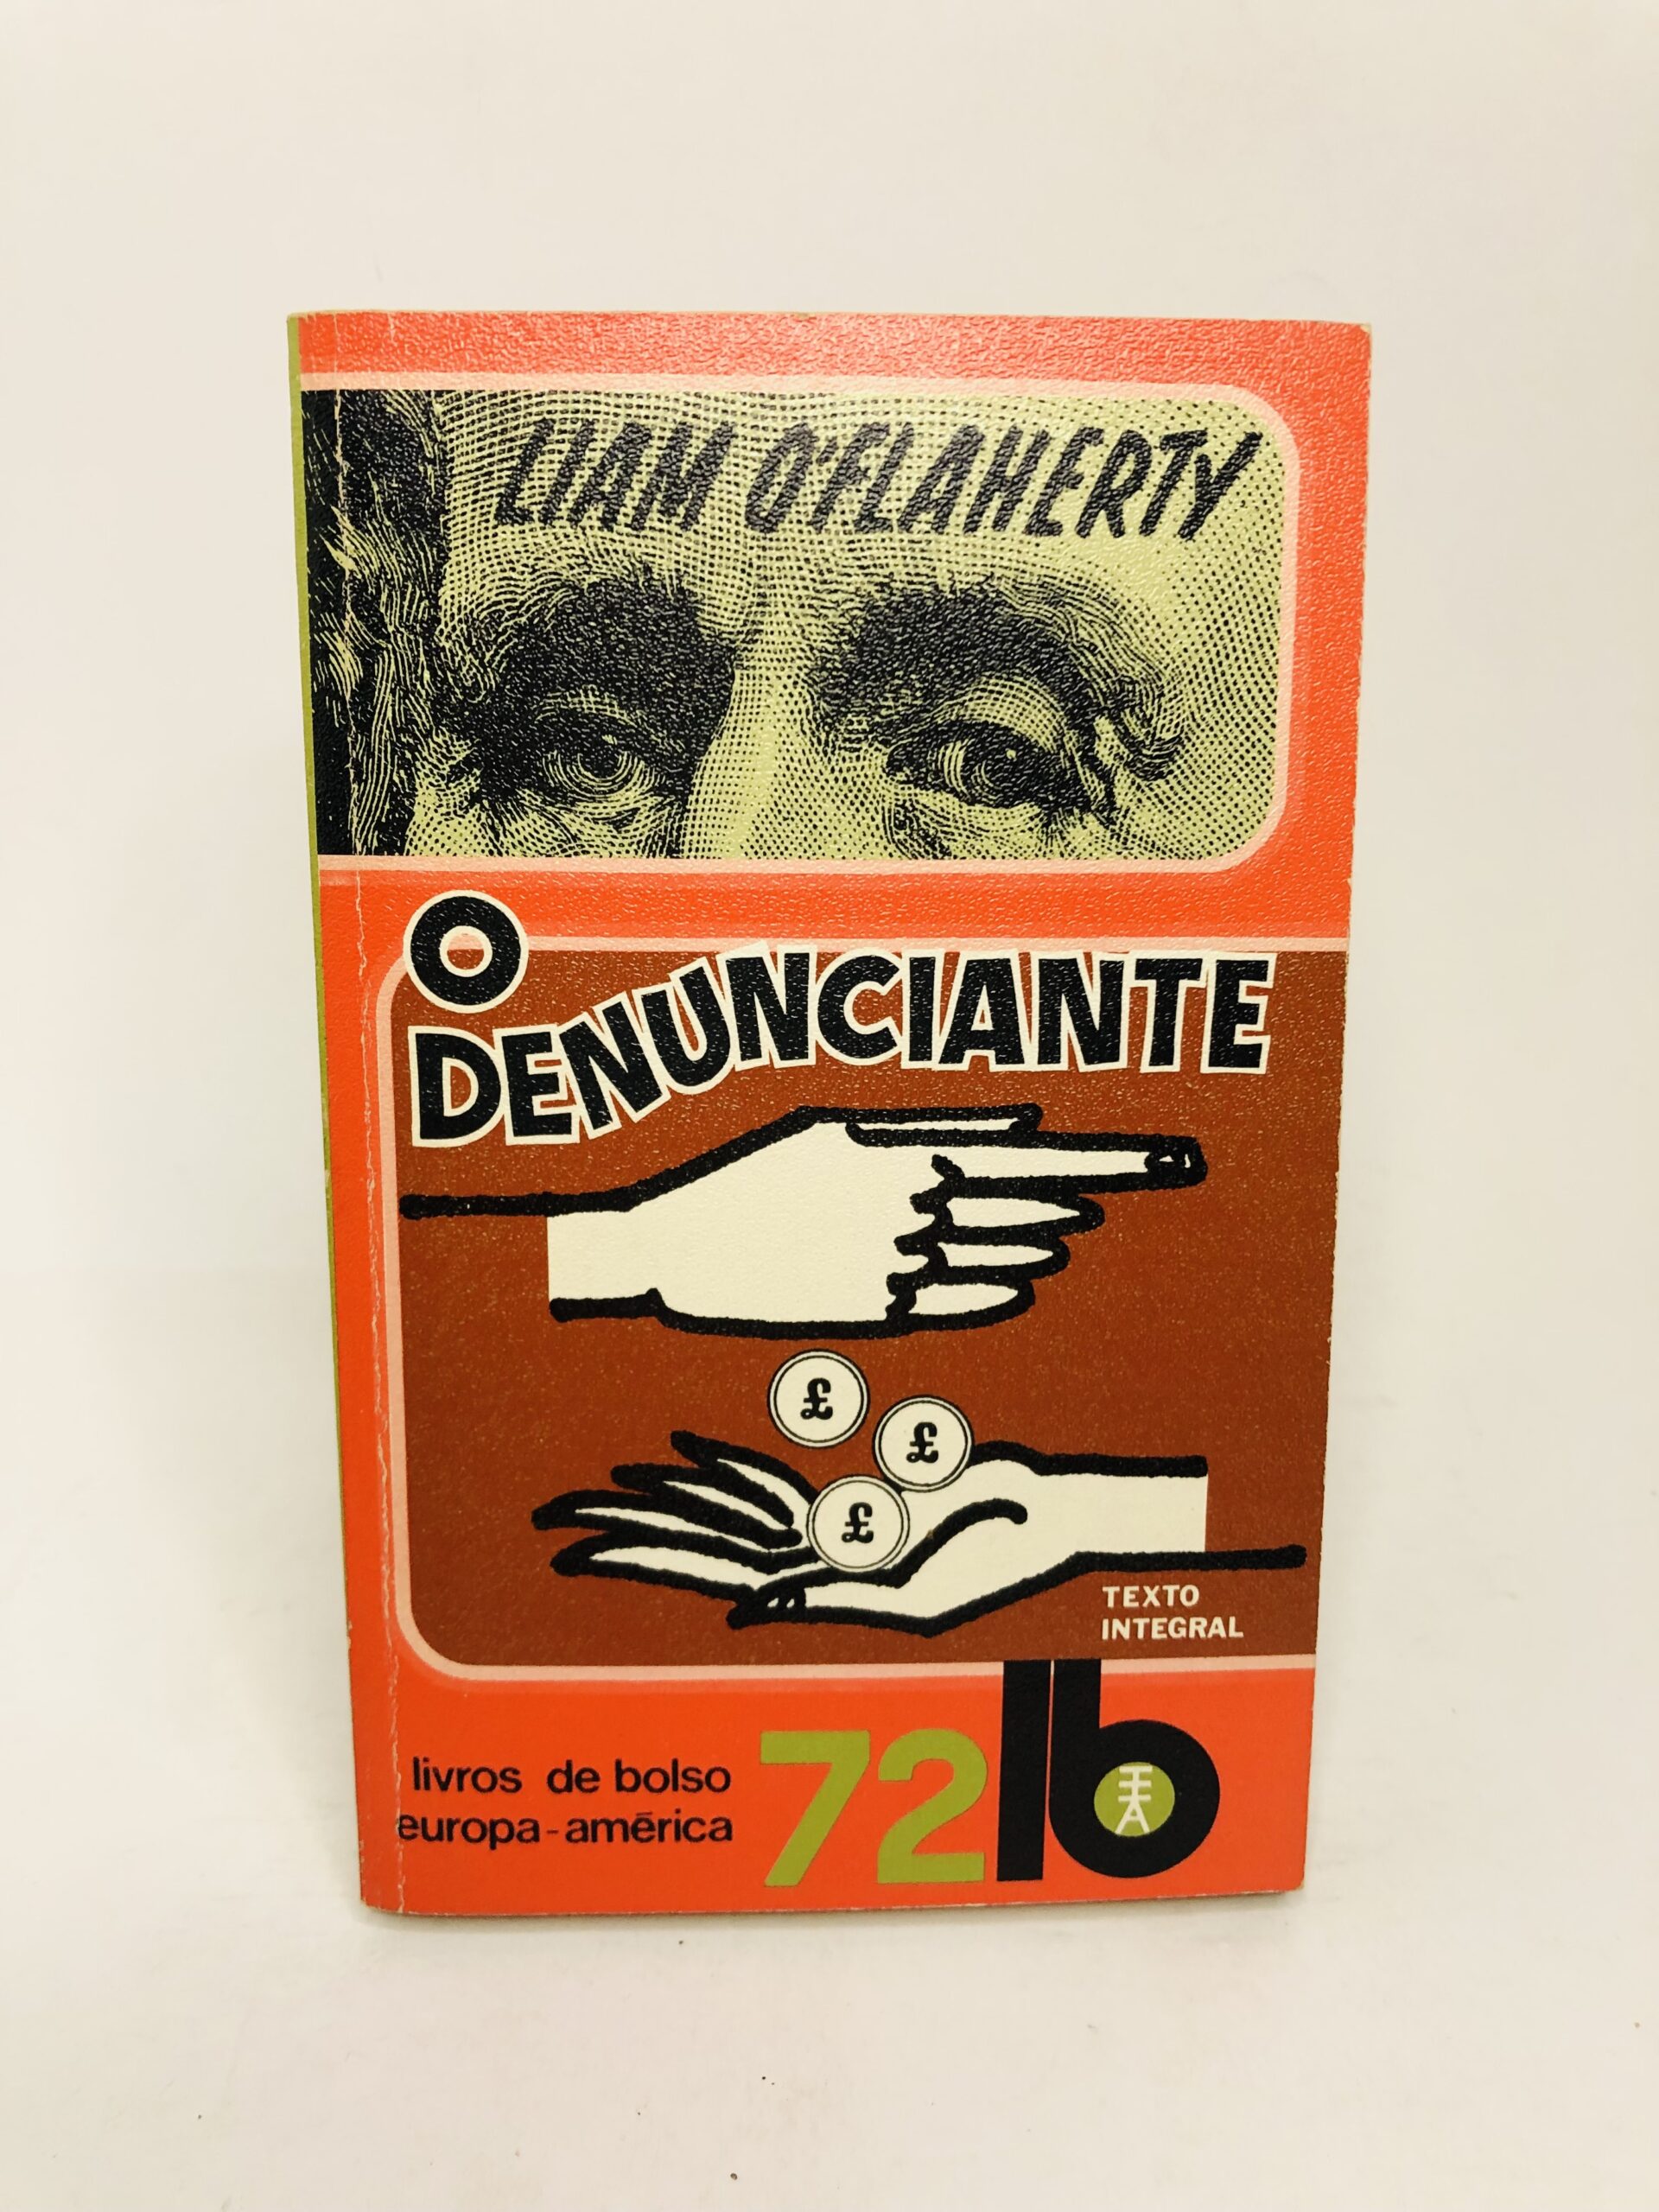 LIAM O'FLAHERTY
O
DENUNCIANTE
£
£
£
TEXTO
INTEGRAL
livros de bolso
europa-américa
72
lb